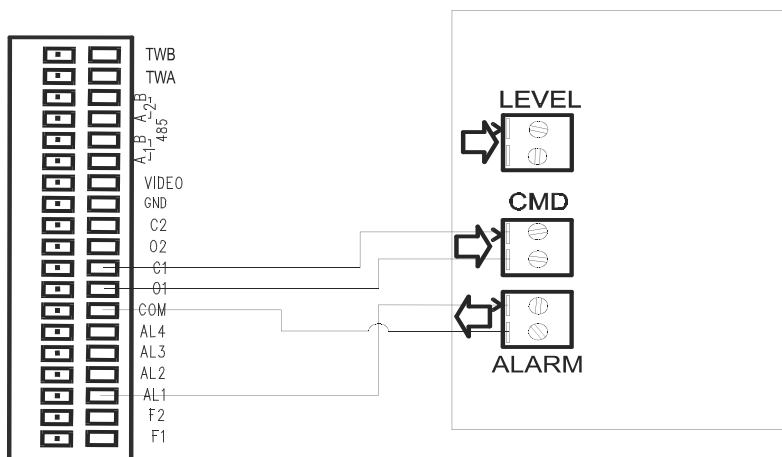 TWB
TWA
B
A
2
B
A
1
485
VIDEO
GND
C2
O2
C1
O1
COM
AL4
AL3
AL2
AL1
F2
F1
LEVEL
CMD
ALARM